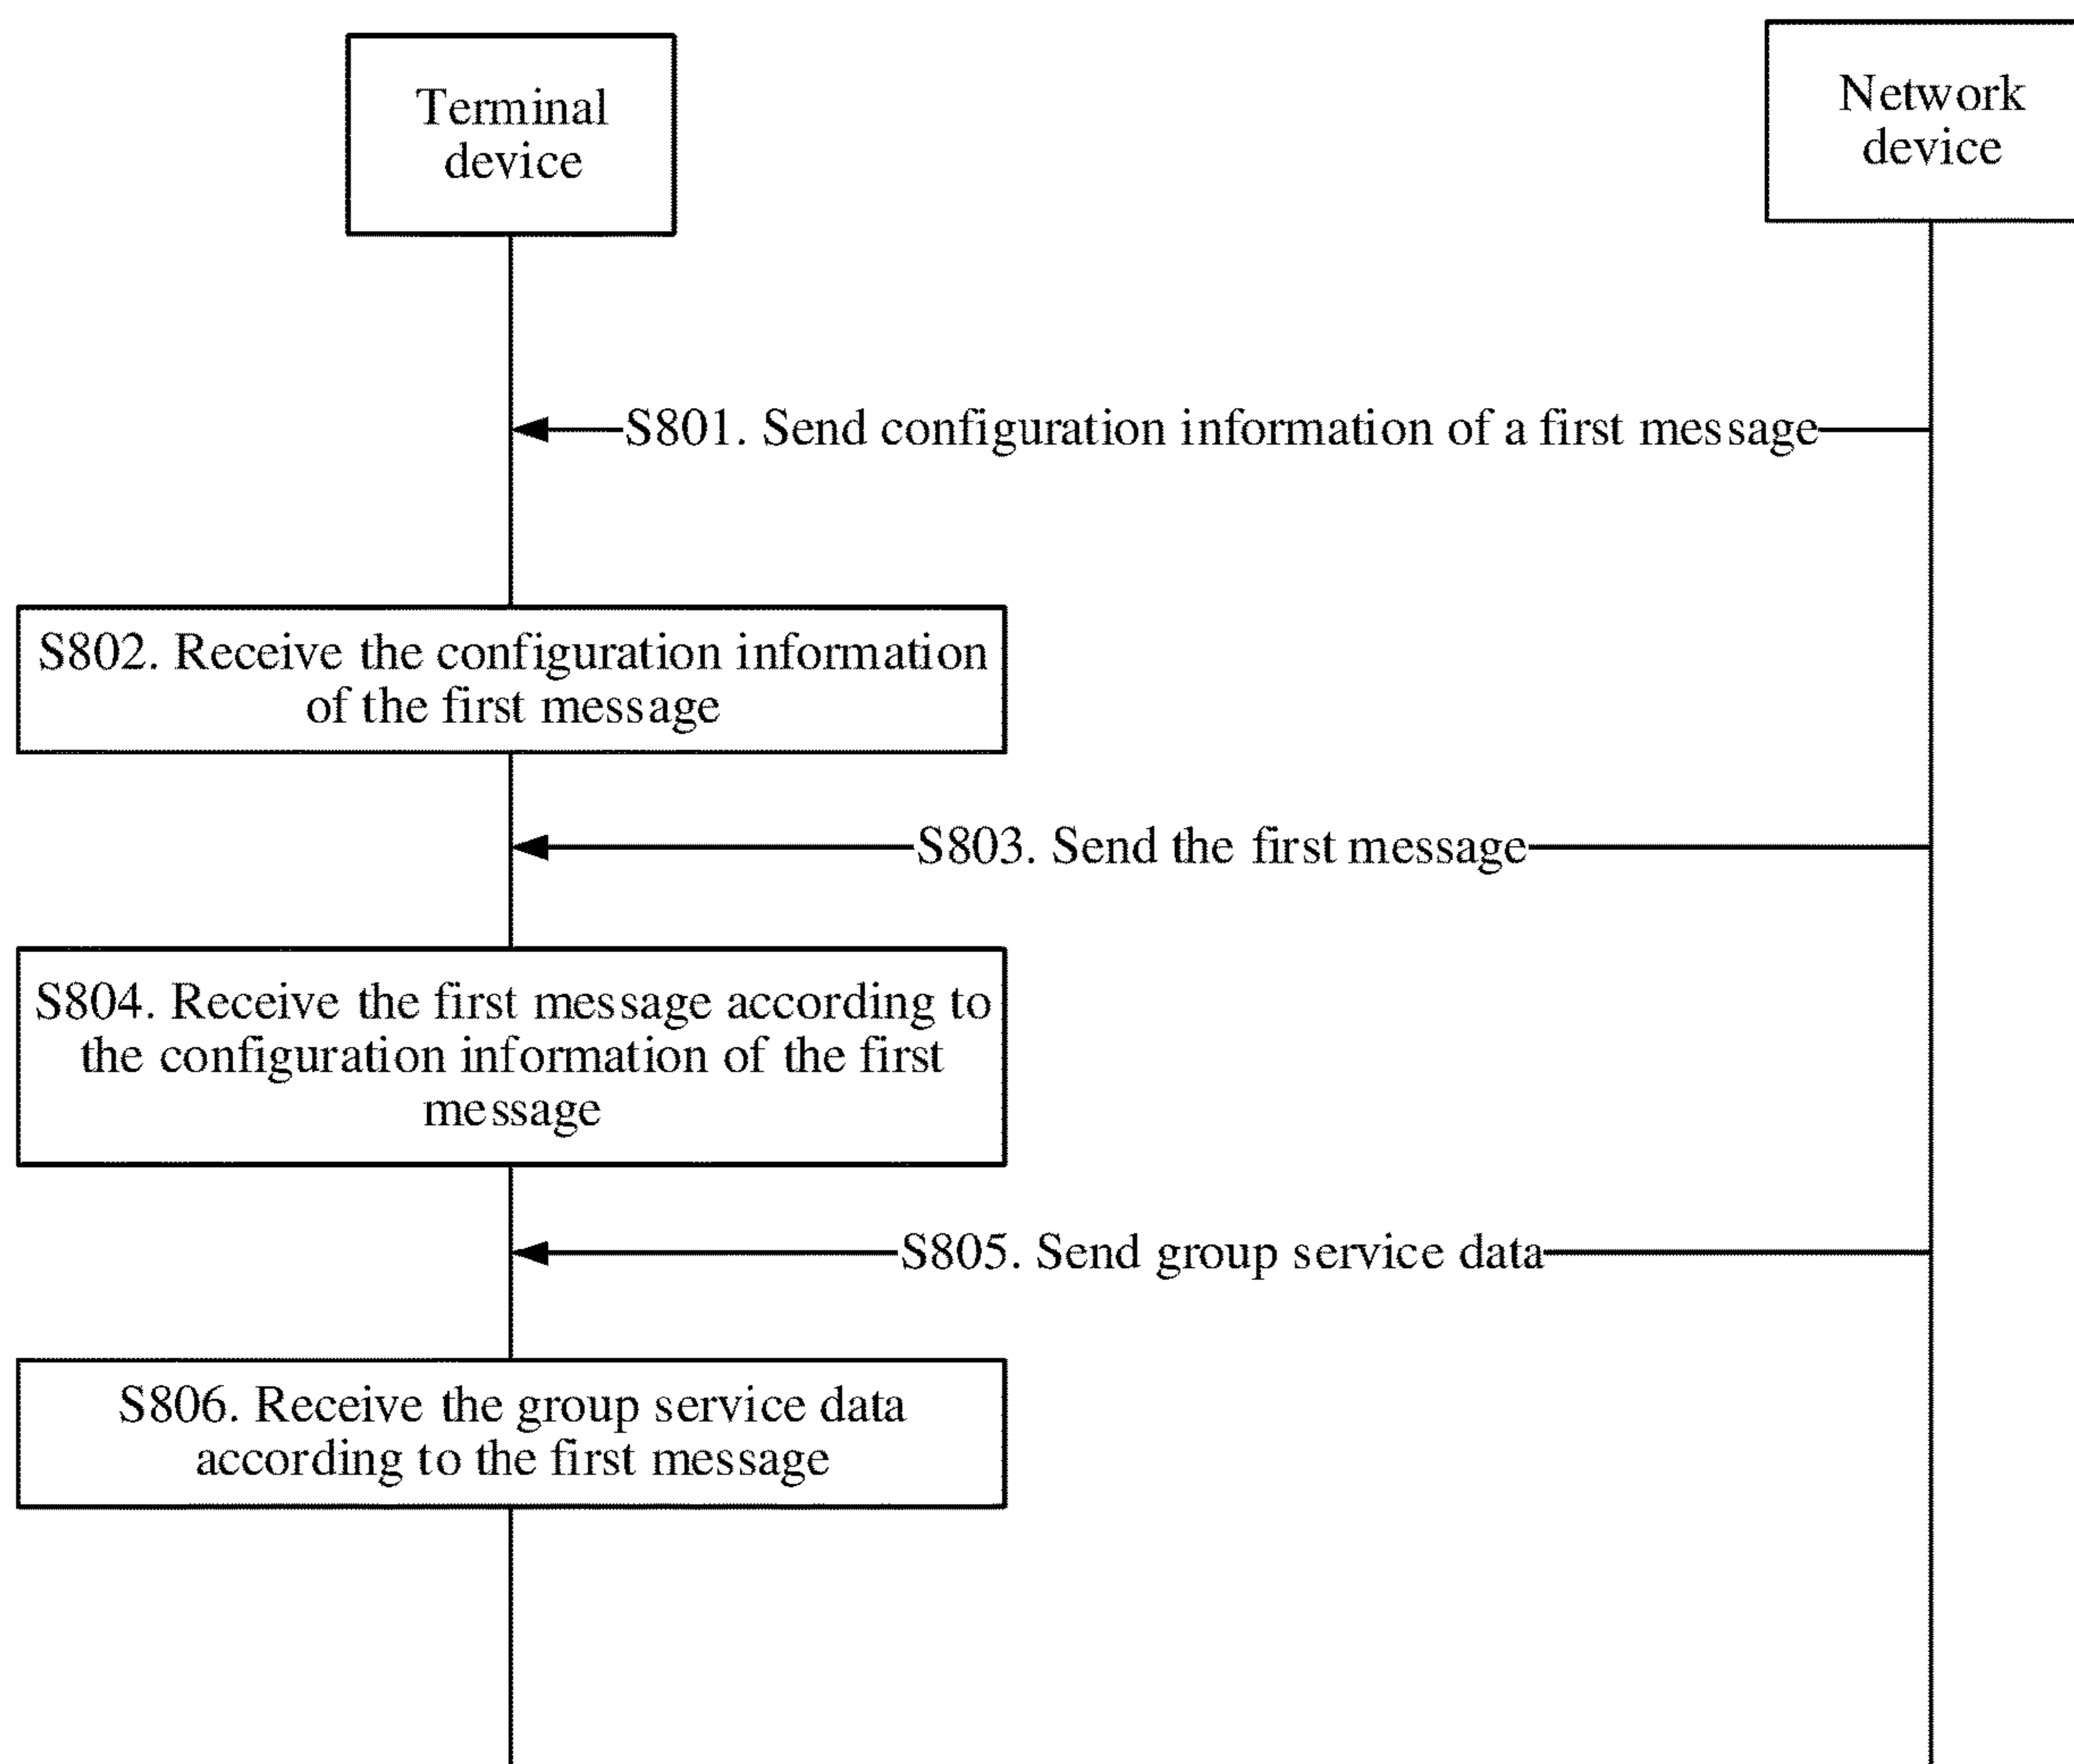 Terminal
device
Network
device
S801. Send configuration information of a first message
S802. Receive the configuration information
of the first message
S803. Send the first message
S804. Receive the first message according to
the configuration information of the first
message
S805. Send group service data
S806. Receive the group service data
according to the first message